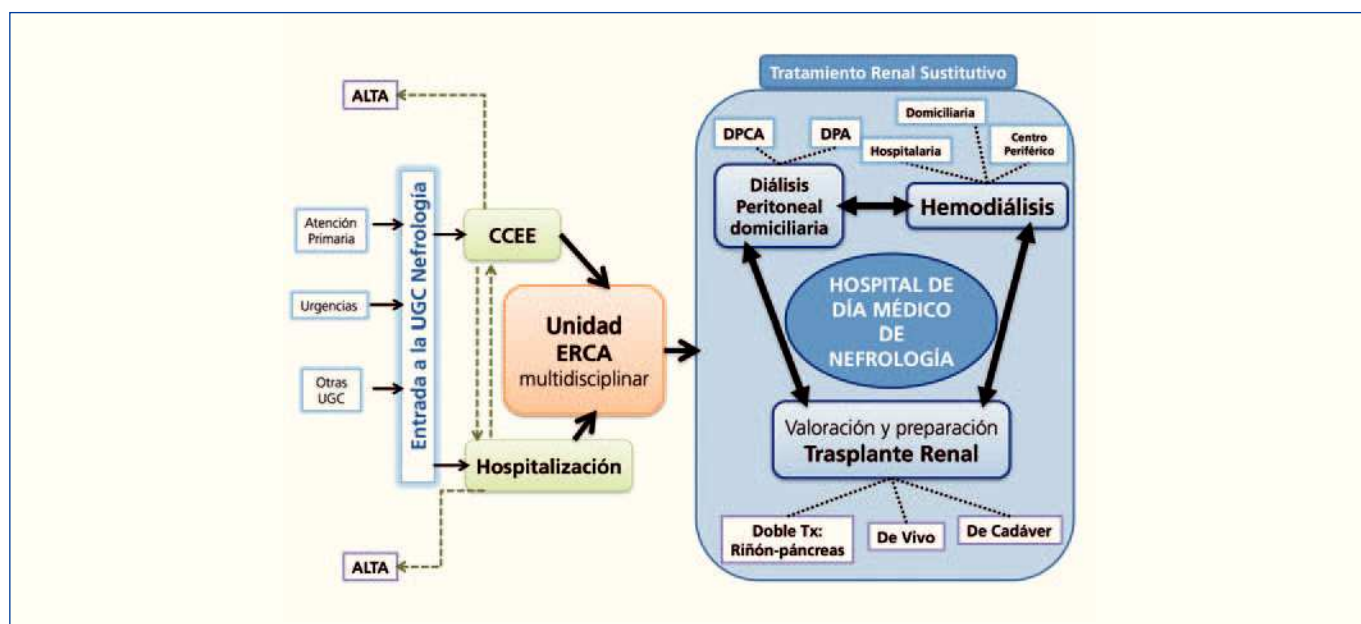 Tratamiento Renal Sustitutivo
ALTA
Atención
Primaria
Urgencias
Otras
UGC
Entrada a la UGC Nefrología
CCEE
Hospitalización
ALTA
Unidad
ERCA
multidisciplinar
DPCA
DPA
Domiciliaria
Hospitalaria
Centro
Periférico
Diálisis
Peritoneal
domiciliaria
Hemodiálisis
HOSPITAL DE
DÍA MÉDICO
DE
NEFROLOGÍA
Valoración y preparación
Trasplante Renal
Doble Tx:
Riñón-páncreas
De Vivo
De Cadáver